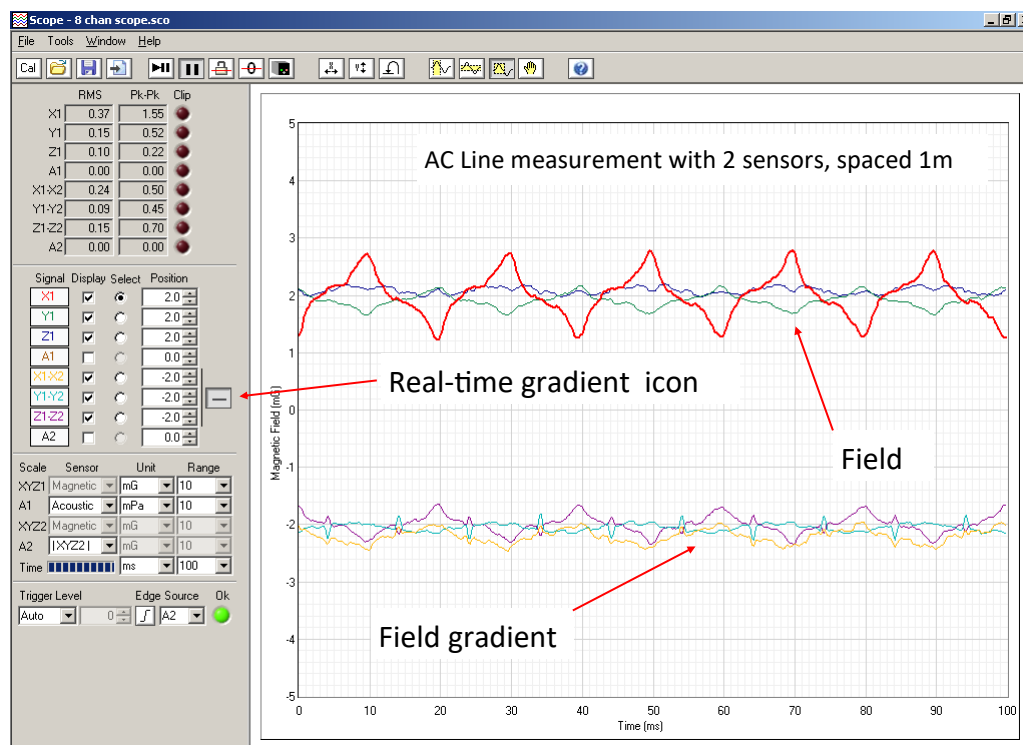 Scope - 8 chan scope.sco
File Tools Window Help
Cal
RMS Pk-Pk Clip
X1 0.37 1.55
Y1 0.15 0.52
Z1 0.10 0.22
A1 0.00 0.00
X1-X2 0.24 0.50
Y1-Y2 0.09 0.45
Z1-Z2 0.15 0.70
A2 0.00 0.00
Signal Display Select Position
X1 2.0
Y1 2.0
Z1 2.0
A1 0.0
X1-X2 -2.0
Y1-Y2 -2.0
Z1-Z2 -2.0
A2 0.0
Scale Sensor Unit Range
XYZ1 Magnetic mG 10
A1 Acoustic mPa 10
XYZ2 Magnetic mG 10
A2 |XYZ2| mG 10
Time ms 100
Trigger Level Edge Source Ok
Auto 0 A2
AC Line measurement with 2 sensors, spaced 1m
Real-time gradient icon
Field
Field gradient
Magnetic Field (mG)
5
4
3
2
1
0
-1
-2
-3
-4
-5
0 10 20 30 40 50 60 70 80 90 100
Time (ms)